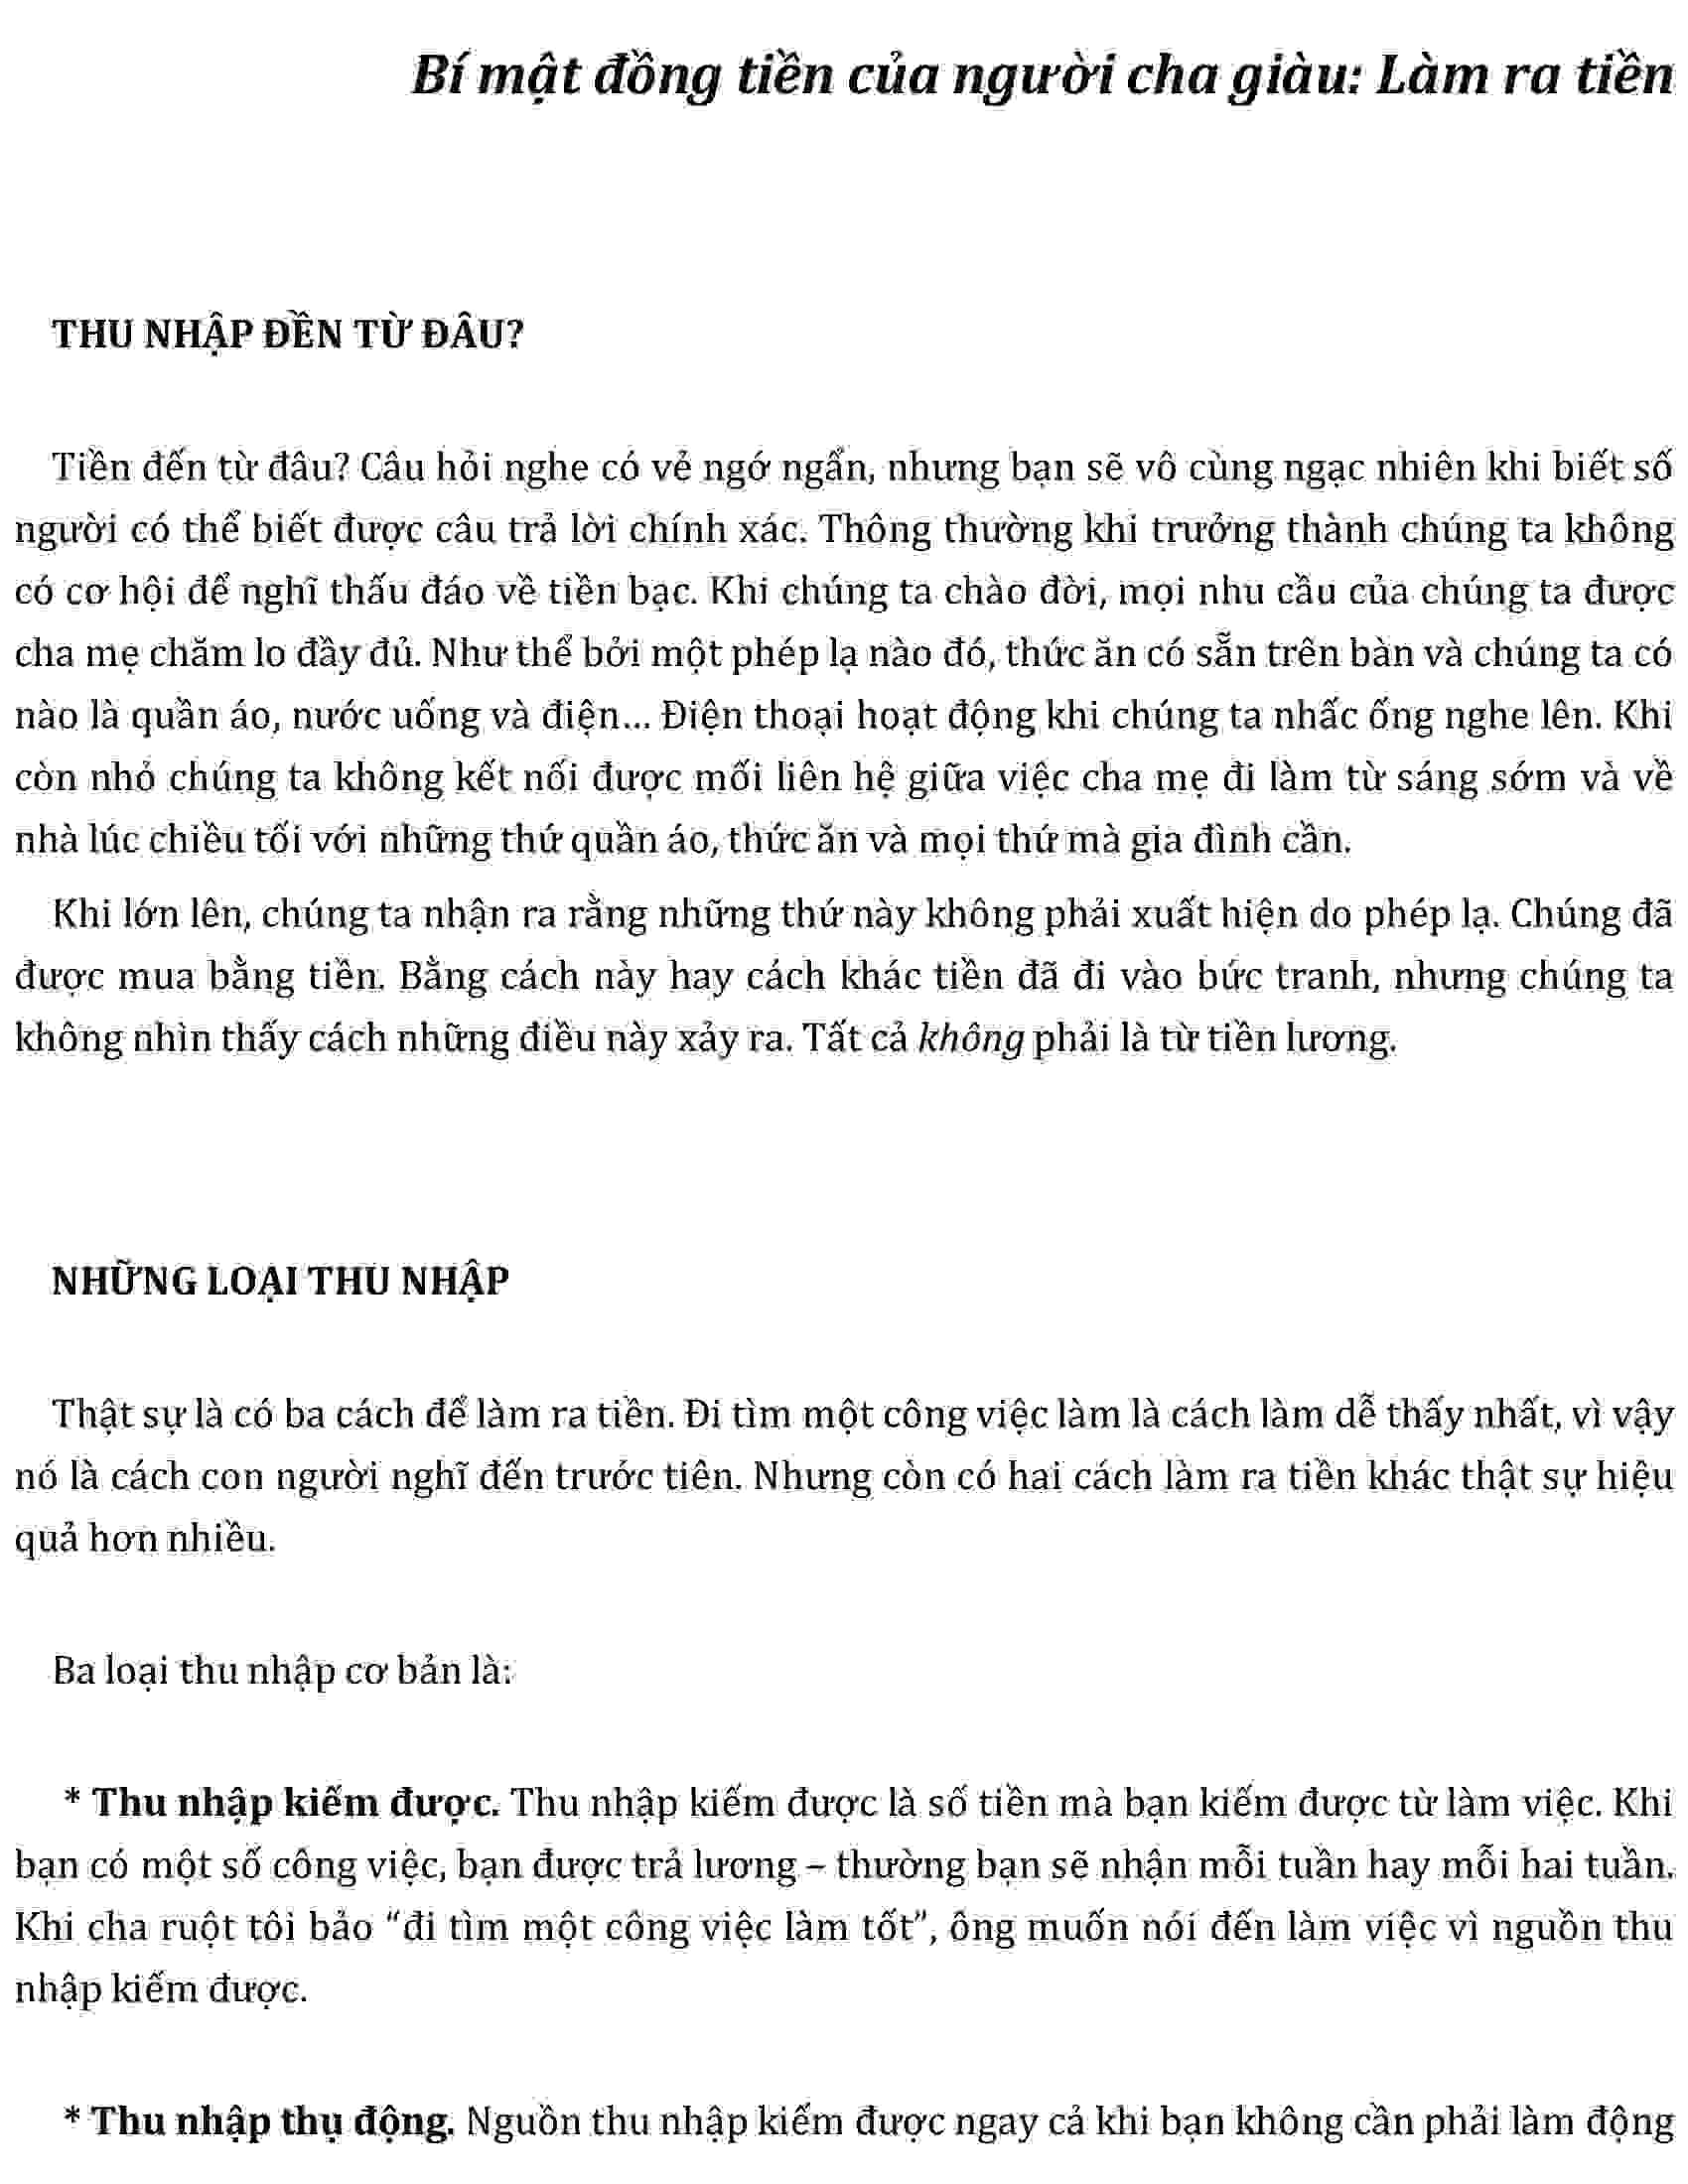 Bí mật đồng tiền của người cha giàu: Làm ra tiền
THU NHẬP ĐỀN TỪ ĐÂU?
Tiền đến từ đâu? Câu hỏi nghe có vẻ ngớ ngẩn, nhưng bạn sẽ vô cùng ngạc nhiên khi biết số
người có thể biết được câu trả lời chính xác. Thông thường khi trưởng thành chúng ta không
có cơ hội để nghĩ thấu đáo về tiền bạc. Khi chúng ta chào đời, mọi nhu cầu của chúng ta được
cha mẹ chăm lo đầy đủ. Như thể bởi một phép lạ nào đó, thức ăn có sẵn trên bàn và chúng ta có
nào là quần áo, nước uống và điện... Điện thoại hoạt động khi chúng ta nhấc ống nghe lên. Khi
còn nhỏ chúng ta không kết nối được mối liên hệ giữa việc cha mẹ đi làm từ sáng sớm và về
nhà lúc chiều tối với những thứ quần áo, thức ăn và mọi thứ mà gia đình cần.
Khi lớn lên, chúng ta nhận ra rằng những thứ này không phải xuất hiện do phép lạ. Chúng đã
được mua bằng tiền. Bằng cách này hay cách khác tiền đã đi vào bức tranh, nhưng chúng ta
không nhìn thấy cách những điều này xảy ra. Tất cả không phải là từ tiền lương.
NHỮNG LOẠI THU NHẬP
Thật sự là có ba cách để làm ra tiền. Đi tìm một công việc làm là cách làm dễ thấy nhất, vì vậy
nó là cách con người nghĩ đến trước tiên. Nhưng còn có hai cách làm ra tiền khác thật sự hiệu
quả hơn nhiều.
Ba loại thu nhập cơ bản là:
* Thu nhập kiếm được. Thu nhập kiếm được là số tiền mà bạn kiếm được từ làm việc. Khi
bạn có một số công việc, bạn được trả lương – thường bạn sẽ nhận mỗi tuần hay mỗi hai tuần.
Khi cha ruột tôi bảo “đi tìm một công việc làm tốt”, ông muốn nói đến làm việc vì nguồn thu
nhập kiếm được.
* Thu nhập thụ động. Nguồn thu nhập kiếm được ngay cả khi bạn không cần phải làm động